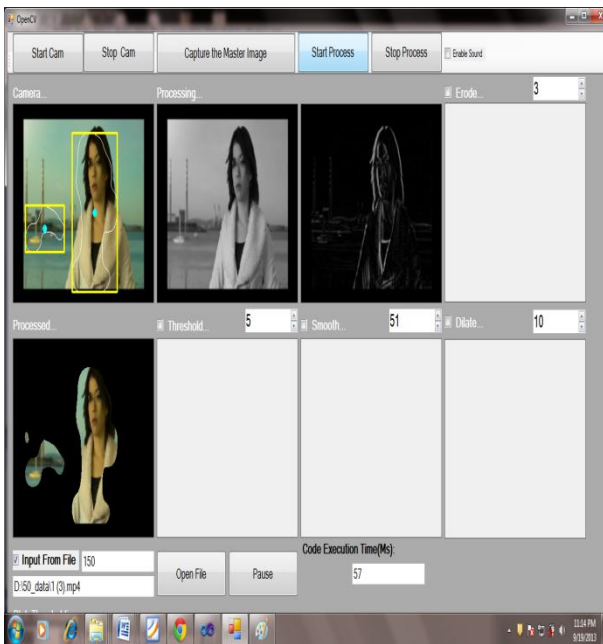 OpenCV
Start Cam Stop Cam Capture the Master Image Start Process Stop Process Enable Sound
Camera... Processing... Erode... 3
Processed... Threshold... 5 Smooth... 51 Dilate... 10
Input From File 150
Code Execution Time(Ms):
D:\50_data\1 (3).mp4 Open File Pause 57
11:14 PM
9/19/2013